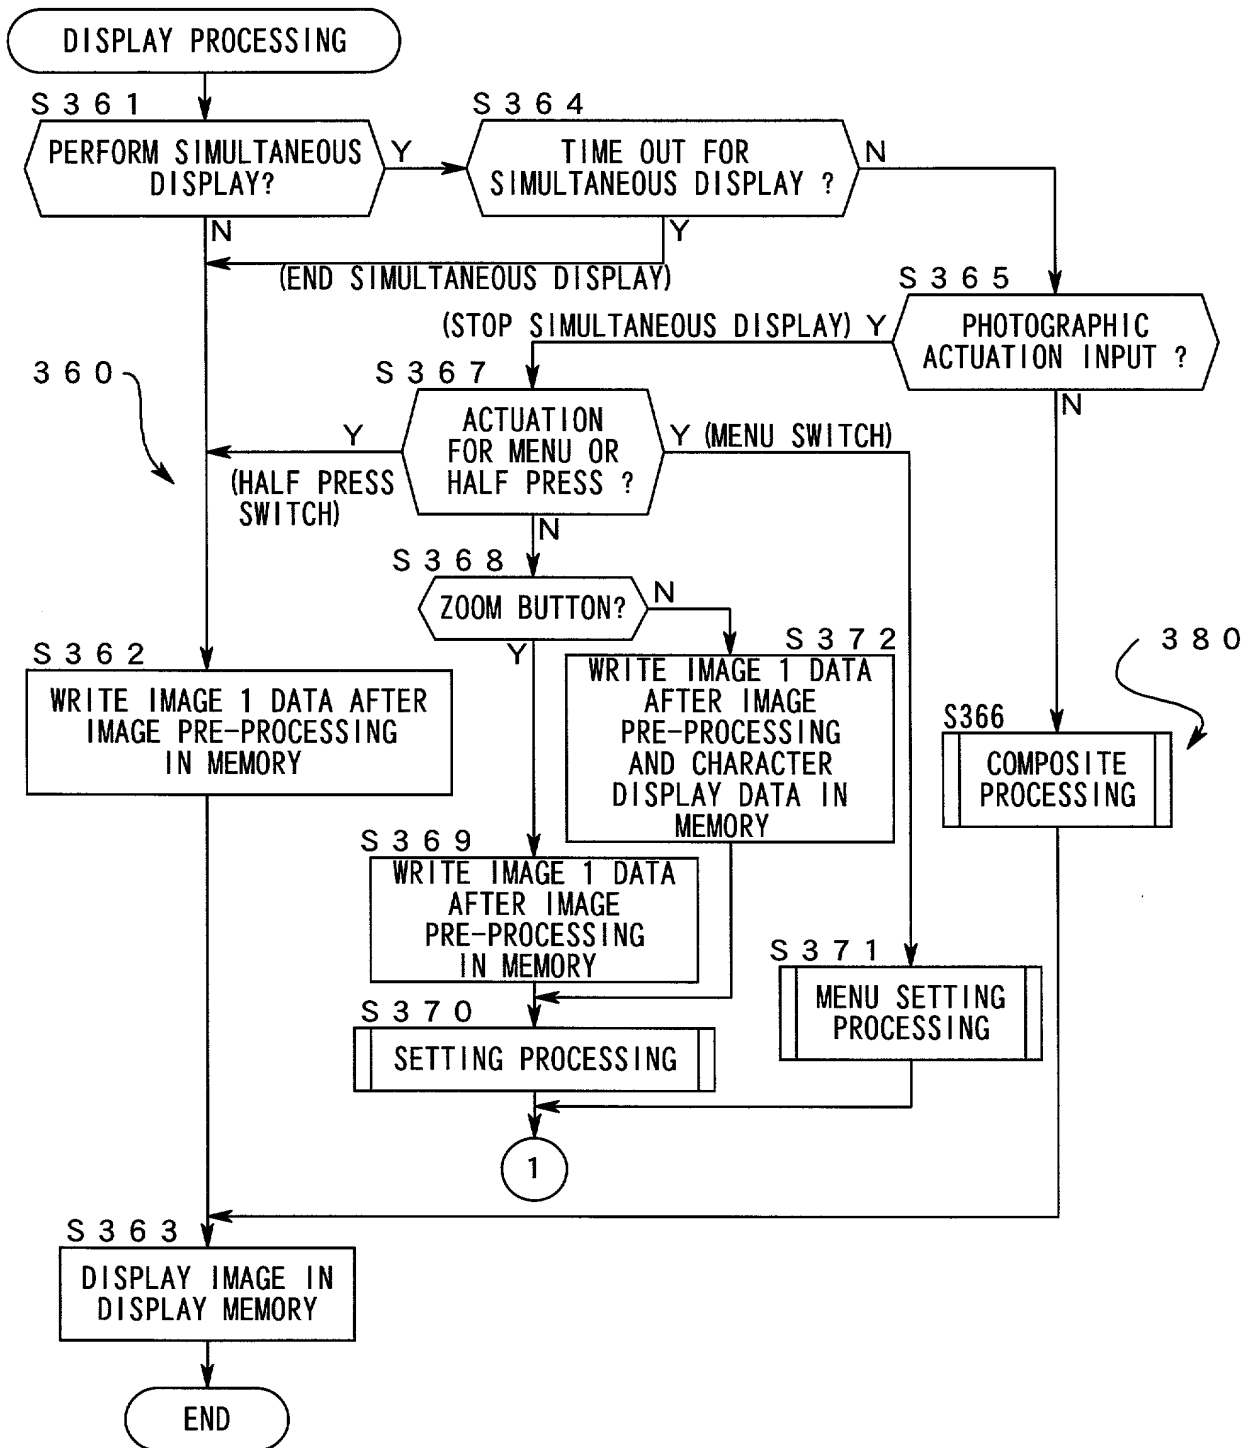 DISPLAY PROCESSING
S361
PERFORM SIMULTANEOUS
DISPLAY?
Y
N
S364
TIME OUT FOR
SIMULTANEOUS DISPLAY ?
N
Y
(END SIMULTANEOUS DISPLAY)
S365
PHOTOGRAPHIC
ACTUATION INPUT ?
(STOP SIMULTANEOUS DISPLAY) Y
N
360
S367
ACTUATION
FOR MENU OR
HALF PRESS ?
Y
(HALF PRESS
SWITCH)
Y (MENU SWITCH)
N
S368
ZOOM BUTTON?
N
Y
S372
WRITE IMAGE 1 DATA
AFTER IMAGE
PRE-PROCESSING
AND CHARACTER
DISPLAY DATA IN
MEMORY
380
S362
WRITE IMAGE 1 DATA AFTER
IMAGE PRE-PROCESSING
IN MEMORY
S366
COMPOSITE
PROCESSING
S369
WRITE IMAGE 1 DATA
AFTER IMAGE
PRE-PROCESSING
IN MEMORY
S371
MENU SETTING
PROCESSING
S370
SETTING PROCESSING
1
S363
DISPLAY IMAGE IN
DISPLAY MEMORY
END